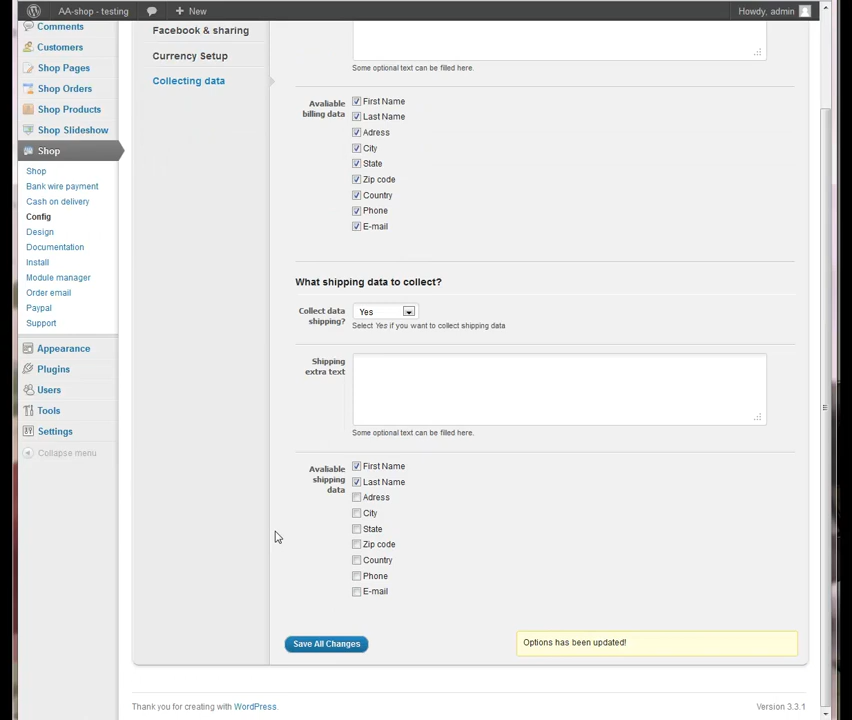 AA-shop - testing
New
Howdy, admin
Comments
Customers
Shop Pages
Shop Orders
Shop Products
Shop Slideshow
Shop
Shop
Bank wire payment
Cash on delivery
Config
Design
Documentation
Install
Module manager
Order email
Paypal
Support
Appearance
Plugins
Users
Tools
Settings
Collapse menu
Facebook & sharing
Currency Setup
Collecting data
Some optional text can be filled here.
Avaliable
billing data
First Name
Last Name
Adress
City
State
Zip code
Country
Phone
E-mail
What shipping data to collect?
Collect data
shipping?
Yes
Select Yes if you want to collect shipping data
Shipping
extra text
Some optional text can be filled here.
Avaliable
shipping
data
First Name
Last Name
Adress
City
State
Zip code
Country
Phone
E-mail
Save All Changes
Options has been updated!
Thank you for creating with WordPress.
Version 3.3.1